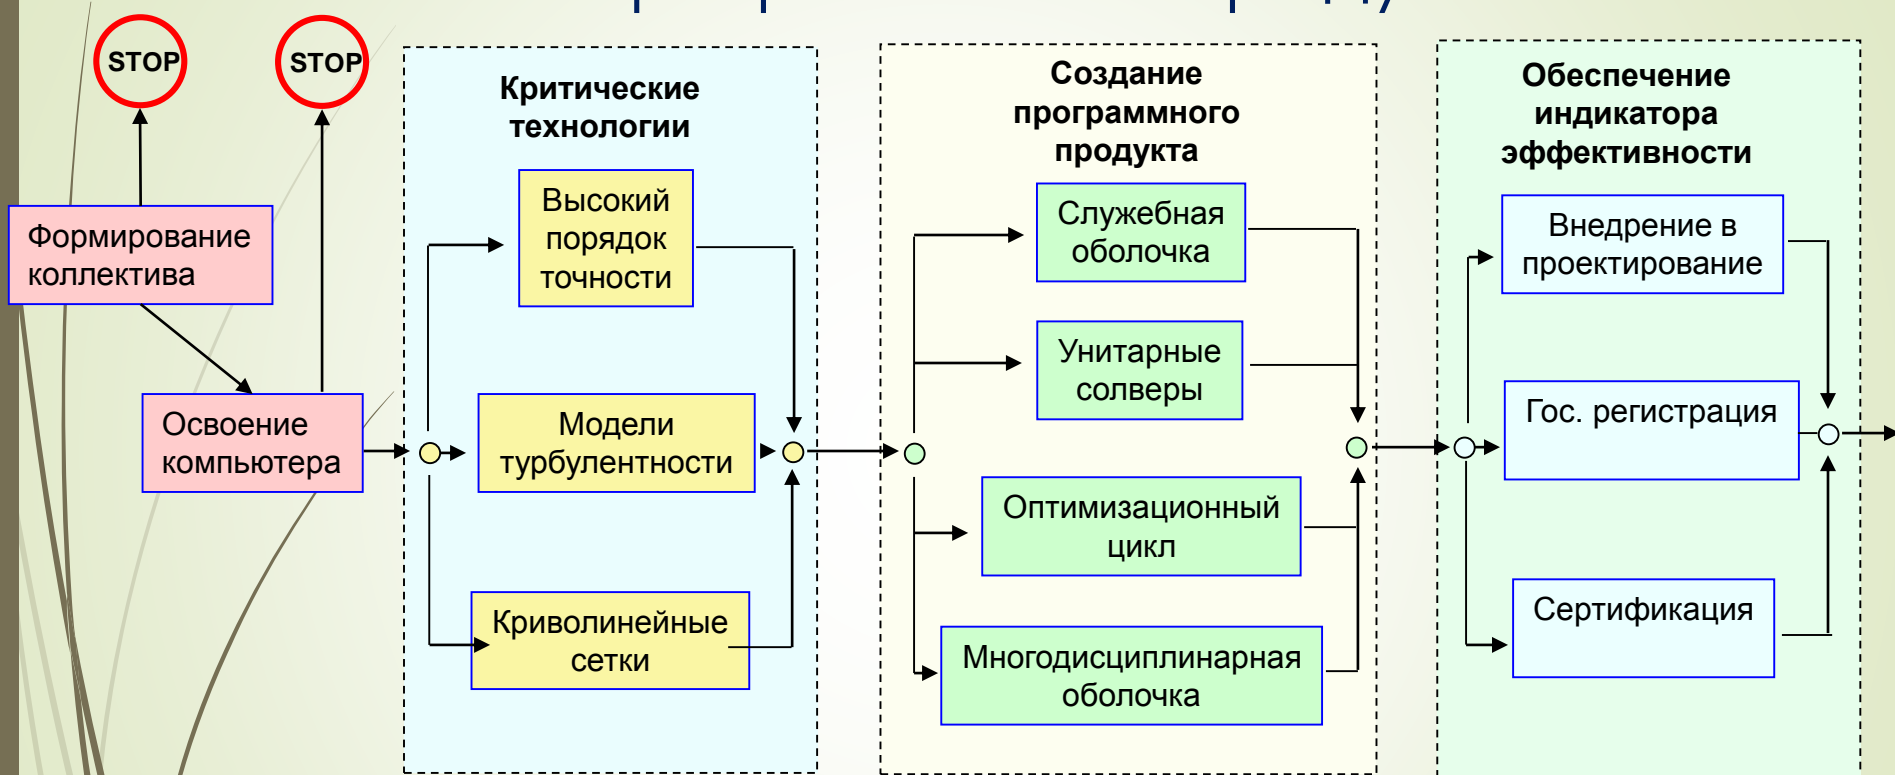 STOP
STOP
Формирование
коллектива
Освоение
компьютера
Критические
технологии
Высокий
порядок
точности
Модели
турбулентности
Криволинейные
сетки
Создание
программного
продукта
Служебная
оболочка
Унитарные
солверы
Оптимизационный
цикл
Многодисциплинарная
оболочка
Обеспечение
индикатора
эффективности
Внедрение в
проектирование
Гос. регистрация
Сертификация